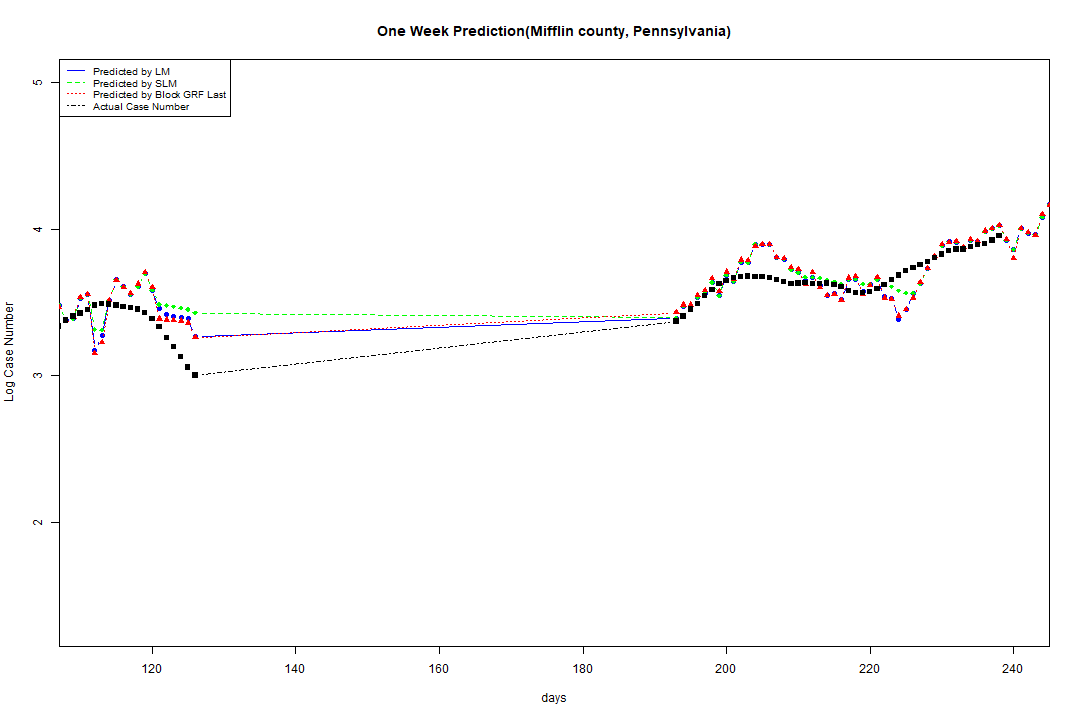 One Week Prediction(Mifflin county, Pennsylvania)
Predicted by LM
Predicted by SLM
Predicted by Block GRF Last
Actual Case Number
5
4
3
2
Log Case Number
120 140 160 180 200 220 240
days